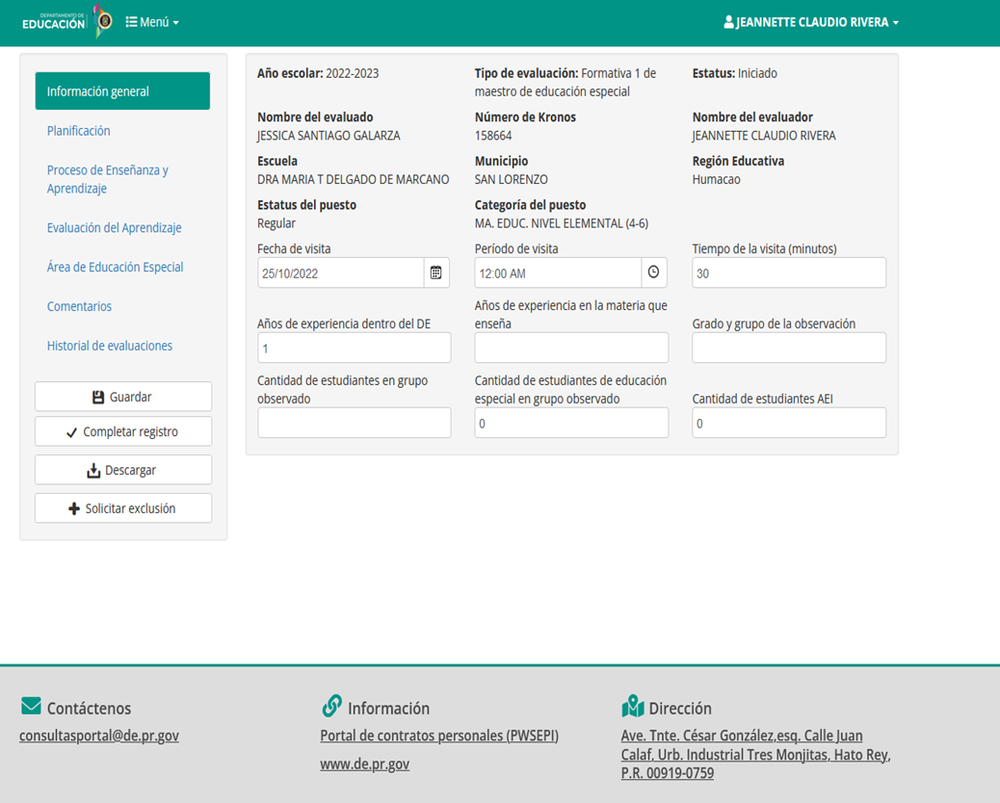 DEPARTAMENTO DE
EDUCACIÓN
Menú
JEANNETTE CLAUDIO RIVERA
Información general
Planificación
Proceso de Enseñanza y
Aprendizaje
Evaluación del Aprendizaje
Área de Educación Especial
Comentarios
Historial de evaluaciones
Guardar
Completar registro
Descargar
Solicitar exclusión
Año escolar: 2022-2023
Tipo de evaluación: Formativa 1 de
maestro de educación especial
Estatus: Iniciado
Nombre del evaluado
JESSICA SANTIAGO GALARZA
Número de Kronos
158664
Nombre del evaluador
JEANNETTE CLAUDIO RIVERA
Escuela
DRA MARIA T DELGADO DE MARCANO
Municipio
SAN LORENZO
Región Educativa
Humacao
Estatus del puesto
Regular
Categoría del puesto
MA. EDUC. NIVEL ELEMENTAL (4-6)
Fecha de visita
25/10/2022
Período de visita
12:00 AM
Tiempo de la visita (minutos)
30
Años de experiencia dentro del DE
1
Años de experiencia en la materia que
enseña
Grado y grupo de la observación
Cantidad de estudiantes en grupo
observado
Cantidad de estudiantes de educación
especial en grupo observado
0
Cantidad de estudiantes AEI
0
Contáctenos
consultasportal@de.pr.gov
Información
Portal de contratos personales (PWSEPI)
www.de.pr.gov
Dirección
Ave. Tnte. César González,esq. Calle Juan
Calaf, Urb. Industrial Tres Monjitas, Hato Rey,
P.R. 00919-0759